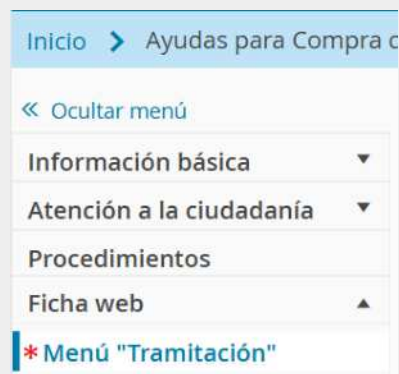 Inicio > Ayudas para Compra
« Ocultar menú
Información básica ▼
Atención a la ciudadanía ▼
Procedimientos
Ficha web ▲
* Menú "Tramitación"